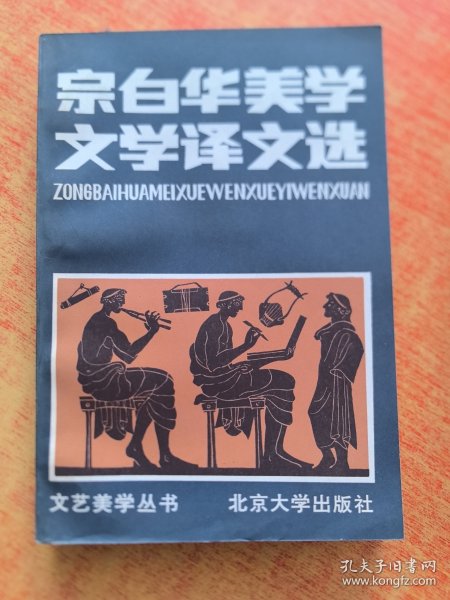 宗白华美学
文学译文选
ZONGBAIHUAMEIXUEWENXUEYIWENXUAN
文艺美学丛书 北京大学出版社
孔夫子旧书网
www.kongfz.com